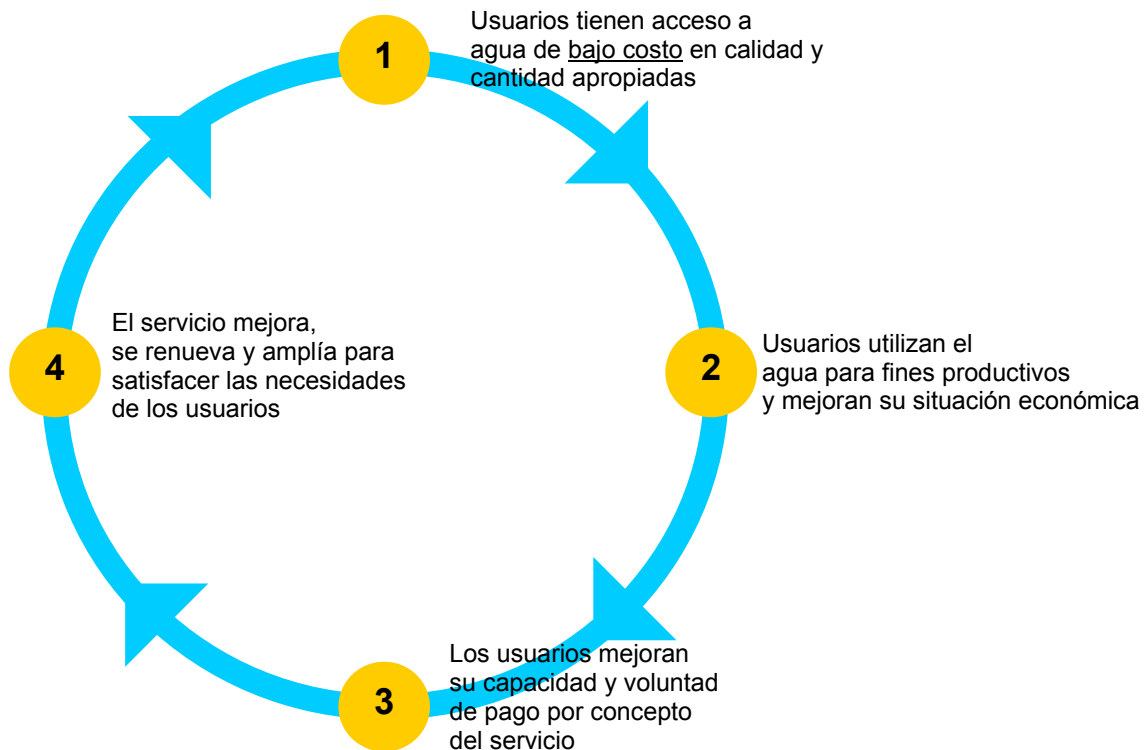 1
Usuarios tienen acceso a
agua de bajo costo en calidad y
cantidad apropiadas
2
Usuarios utilizan el
agua para fines productivos
y mejoran su situación económica
3
Los usuarios mejoran
su capacidad y voluntad
de pago por concepto
del servicio
4
El servicio mejora,
se renueva y amplía para
satisfacer las necesidades
de los usuarios